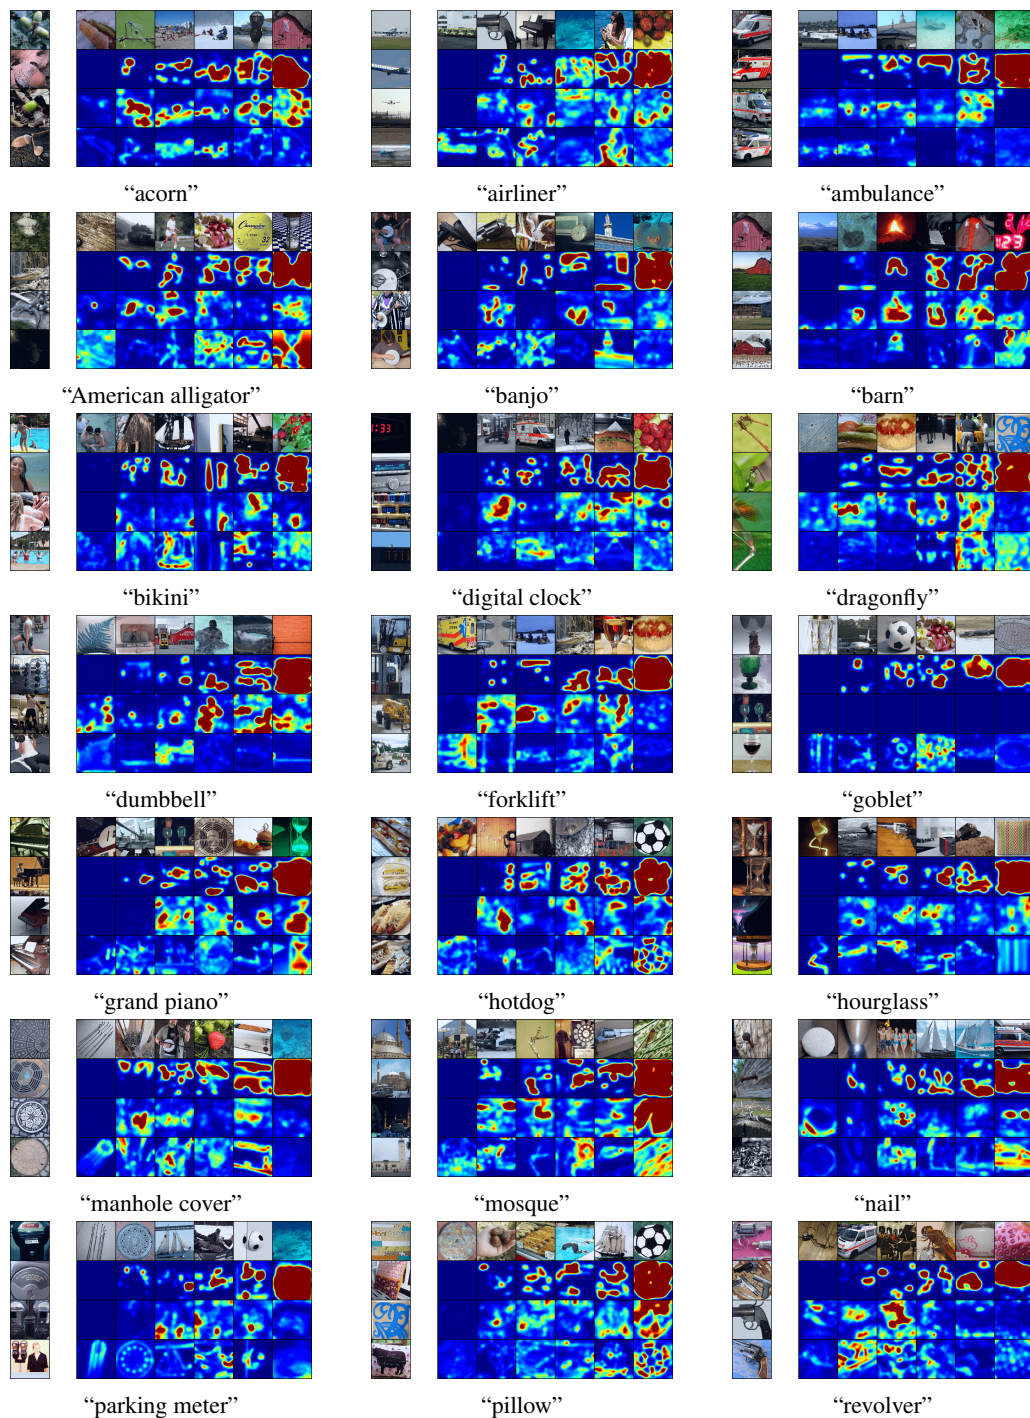 “acorn” “airliner” “ambulance”
“American alligator” “banjo” “barn”
“bikini” “digital clock” “dragonfly”
“dumbbell” “forklift” “goblet”
“grand piano” “hotdog” “hourglass”
“manhole cover” “mosque” “nail”
“parking meter” “pillow” “revolver”